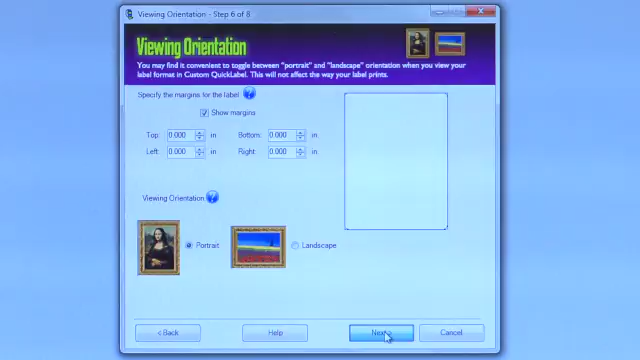 Viewing Orientation - Step 6 of 8
Viewing Orientation
You may find it convenient to toggle between "portrait" and "landscape" orientation when you view your
label format in Custom QuickLabel. This will not affect the way your label prints.
Specify the margins for the label
Show margins
Top: 0.000 in Bottom: 0.000 in
Left: 0.000 in Right: 0.000 in
Viewing Orientation:
Portrait Landscape
< Back Help Next > Cancel